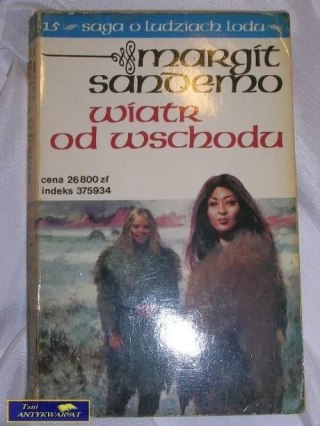 15 saga o ludziach lodu
margit
sandemo
wiatr
od wschodu
cena 26 800 zł
indeks 375934
Tani
ANTYKWARIAT